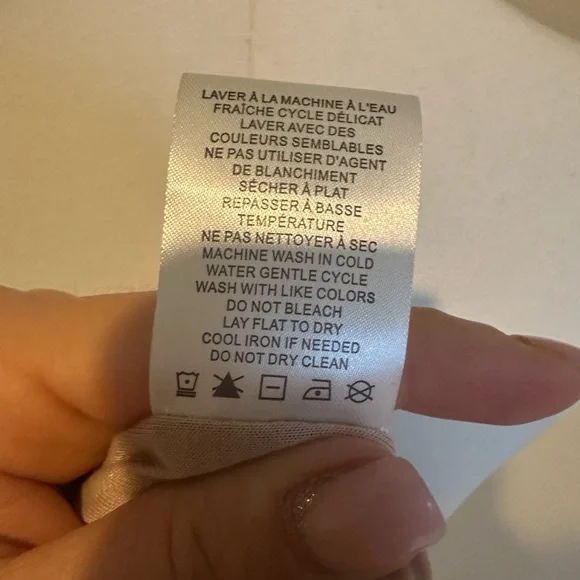 LAVER À LA MACHINE À L'EAU
FRAÎCHE CYCLE DÉLICAT
LAVER AVEC DES
COULEURS SEMBLABLES
NE PAS UTILISER D'AGENT
DE BLANCHIMENT
SÉCHER À PLAT
REPASSER À BASSE
TEMPÉRATURE
NE PAS NETTOYER À SEC
MACHINE WASH IN COLD
WATER GENTLE CYCLE
WASH WITH LIKE COLORS
DO NOT BLEACH
LAY FLAT TO DRY
COOL IRON IF NEEDED
DO NOT DRY CLEAN